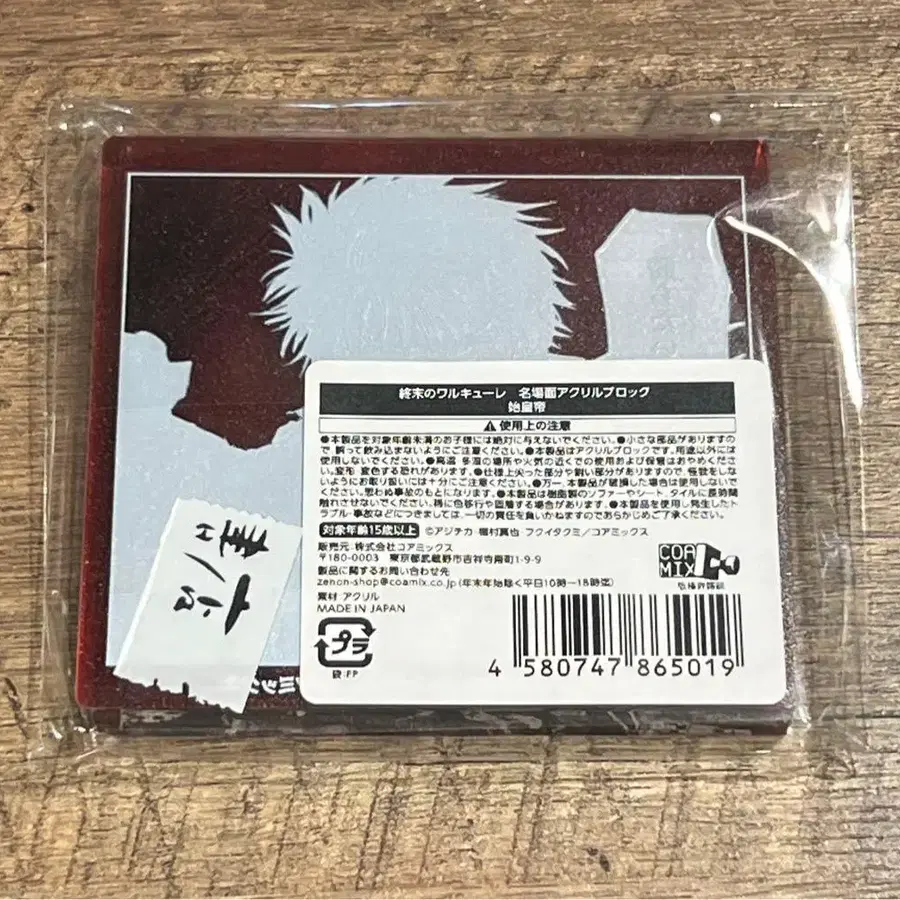 終末のワルキューレ 名場面アクリルブロック
始皇帝
⚠使用上の注意
●本製品を対象年齢未満のお子様には絶対に与えないでください。●小さな部品がありますので、誤って飲み込まないようにご注意ください。●本製品はアクリルブロックです。用途以外には使用しないでください。●高温 多湿の場所や火気の近くでの使用および保管はおやめください。変形 変色する恐れがあります。●仕様上尖った部分や鋭い部分がありますので、怪我をしないようにお取り扱いには十分にご注意ください。●万一、本製品が破損した場合は使用しないでください。思わぬ事故のもとになります。●本製品は樹脂製のソファーやシート、タイルに長時間触れさせないでください。稀に色移行や固着する場合があります。●本製品を使用し発生したトラブル・事故などにつきましては、一切の責任を負いかねますのであらかじめご了承ください。
対象年齢15歳以上 ©アジチカ・梅村真也・フクイタクミ／コアミックス
販売元 株式会社コアミックス
〒180-0003 東京都武蔵野市吉祥寺南町1-9-9
製品に関するお問い合わせ先
zenon-shop@coamix.co.jp(年末年始除く平日10時〜18時迄)
素材 アクリル
MADE IN JAPAN
COA
MIX
版権許諾証
プラ
袋:PP
4 580747 865019